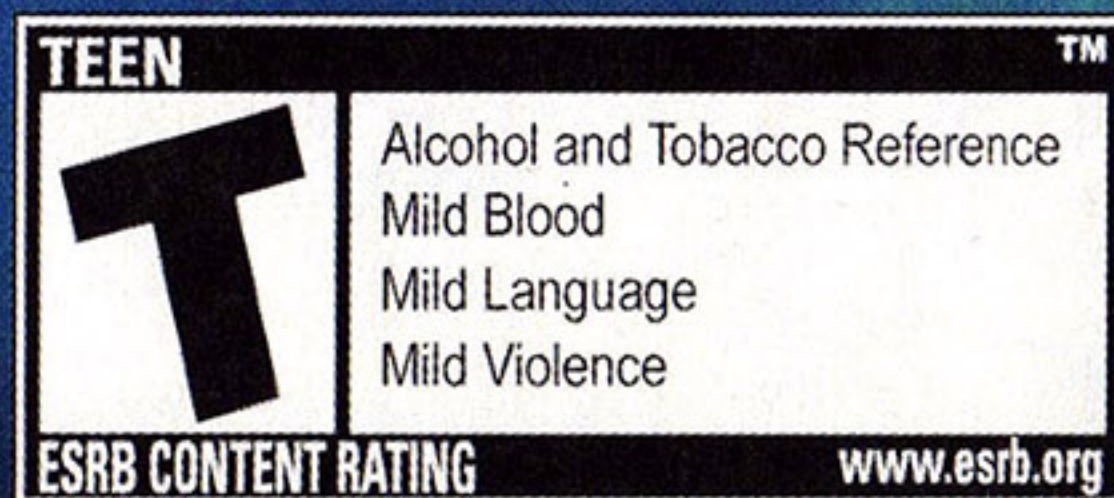 TEEN
TM
T
Alcohol and Tobacco Reference
Mild Blood
Mild Language
Mild Violence
ESRB CONTENT RATING
www.esrb.org